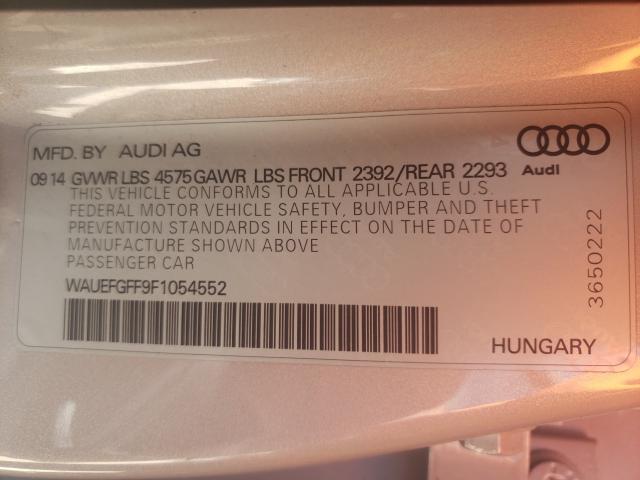 MFD. BY AUDI AG
09 14 GVWR LBS 4575 GAWR LBS FRONT 2392/REAR 2293
Audi
THIS VEHICLE CONFORMS TO ALL APPLICABLE U.S.
FEDERAL MOTOR VEHICLE SAFETY, BUMPER AND THEFT
PREVENTION STANDARDS IN EFFECT ON THE DATE OF
MANUFACTURE SHOWN ABOVE
PASSENGER CAR
WAUEFGFF9F1054552
3650222
HUNGARY